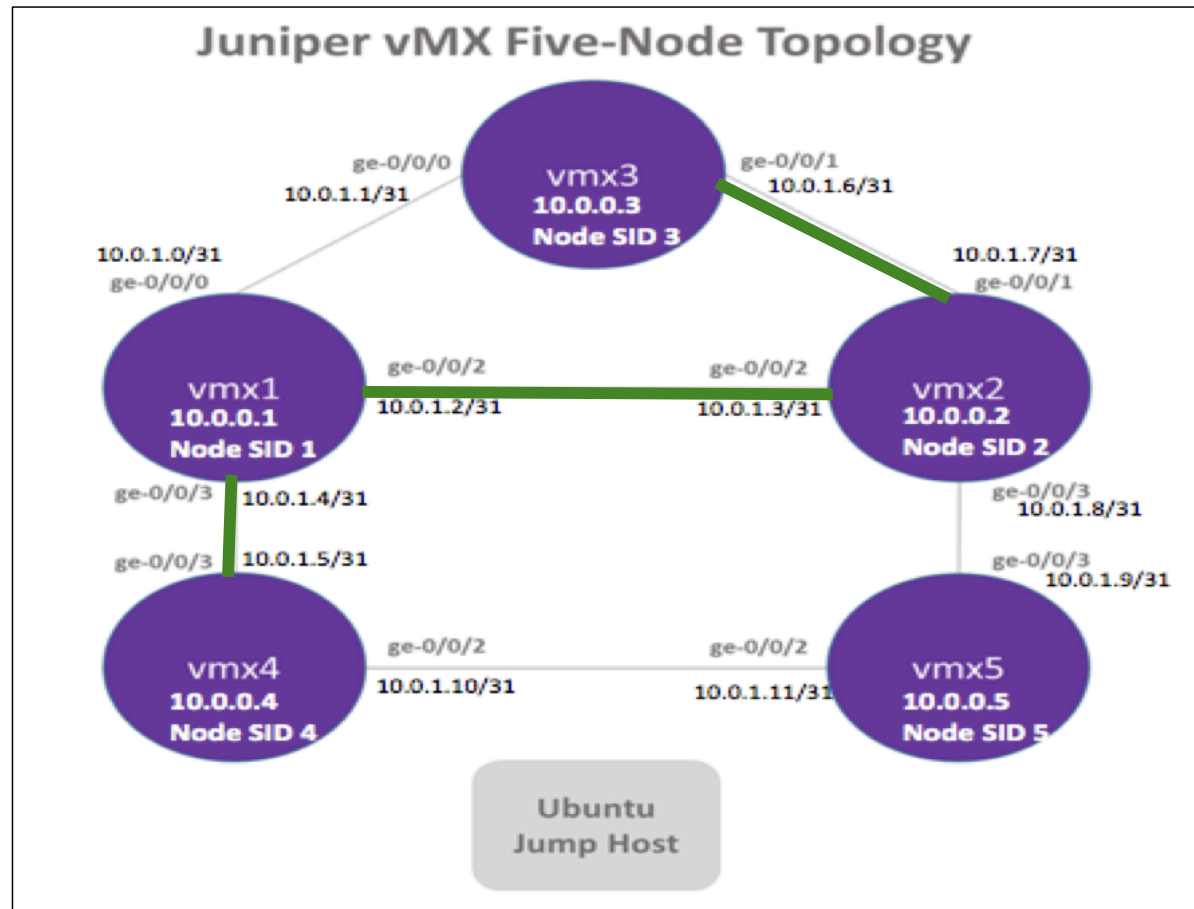 Juniper vMX Five-Node Topology
ge-0/0/0
10.0.1.1/31
vmx3
10.0.0.3
Node SID 3
ge-0/0/1
10.0.1.6/31
10.0.1.0/31
ge-0/0/0
10.0.1.7/31
ge-0/0/1
vmx1
10.0.0.1
Node SID 1
ge-0/0/2
10.0.1.2/31
ge-0/0/2
10.0.1.3/31
vmx2
10.0.0.2
Node SID 2
ge-0/0/3
10.0.1.4/31
ge-0/0/3
10.0.1.8/31
ge-0/0/3
10.0.1.5/31
ge-0/0/3
10.0.1.9/31
vmx4
10.0.0.4
Node SID 4
ge-0/0/2
10.0.1.10/31
ge-0/0/2
10.0.1.11/31
vmx5
10.0.0.5
Node SID 5
Ubuntu
Jump Host